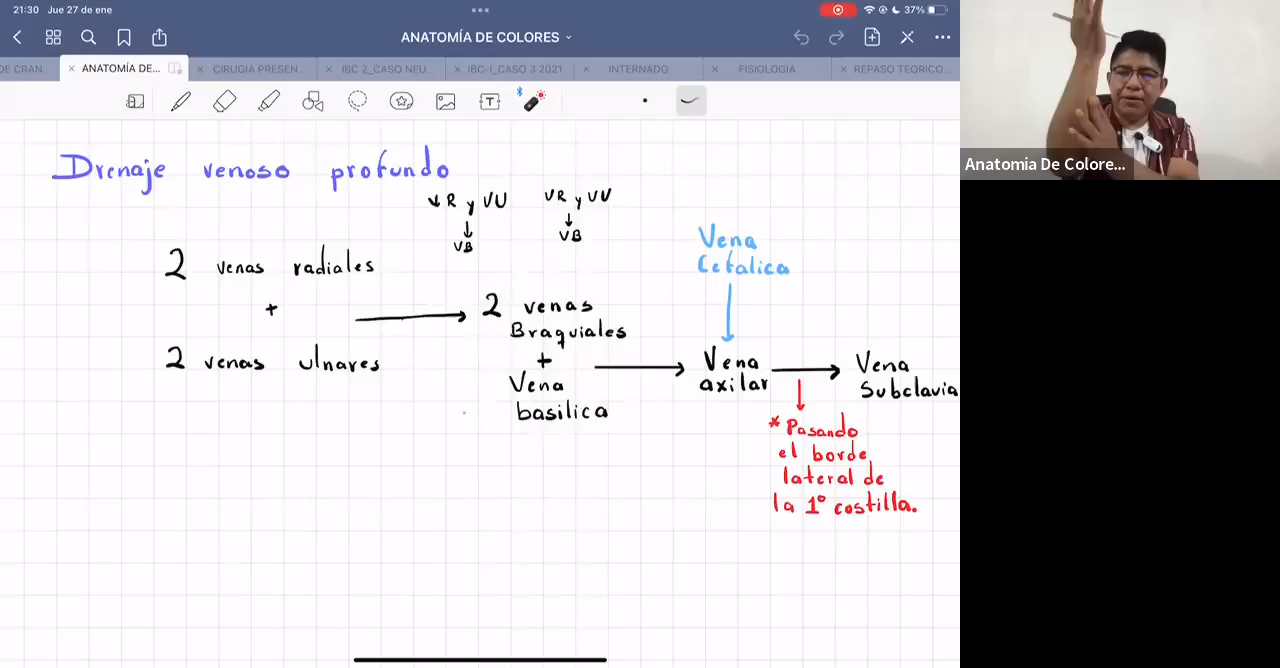 21:30 Jue 27 de ene
37%
ANATOMÍA DE COLORES
DE CRAN...
ANATOMÍA DE...
CIRUGIA PRESEN...
IBC 2_CASO NEU...
IBC-I_CASO 3 2021
INTERNADO
FISIOLOGIA
REPASO TEORICO...
Anatomia De Colore...
Drenaje venoso profundo
VR y VU
VR y VU
VB
VB
2 venas radiales
+
2 venas ulnares
2 venas
Braquiales
+
Vena
basilica
Vena
Cefalica
Vena
axilar
Vena
Subclavia
* Pasando
el borde
lateral de
la 1° costilla.